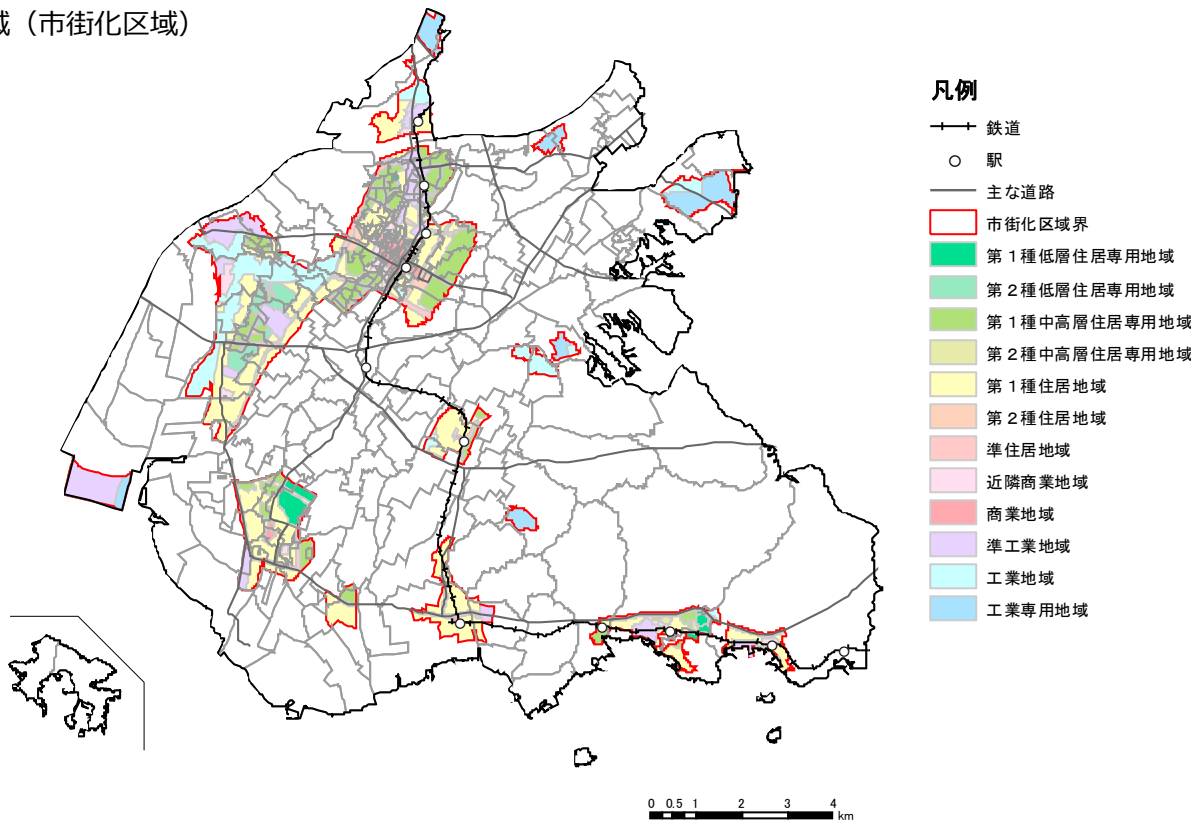 域（市街化区域）
凡例
鉄道
駅
主な道路
市街化区域界
第１種低層住居専用地域
第２種低層住居専用地域
第１種中高層住居専用地域
第２種中高層住居専用地域
第１種住居地域
第２種住居地域
準住居地域
近隣商業地域
商業地域
準工業地域
工業地域
工業専用地域
0 0.5 1 2 3 4
km